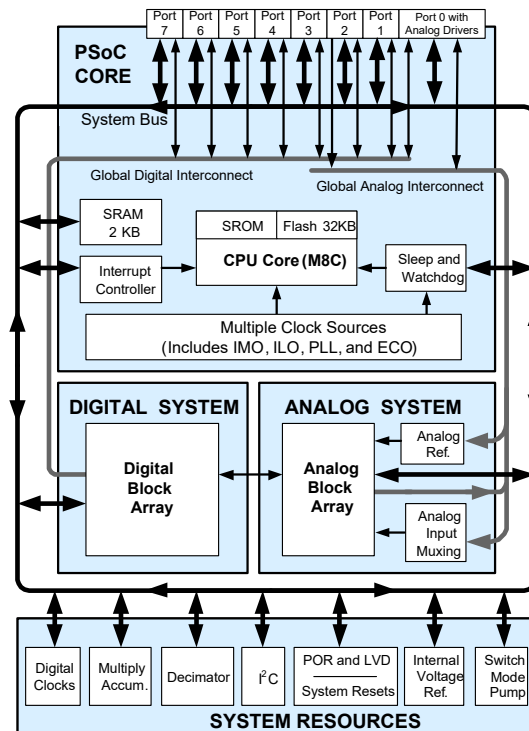 Port 7
Port 6
Port 5
Port 4
Port 3
Port 2
Port 1
Port 0 with
Analog Drivers
PSoC
CORE
System Bus
Global Digital Interconnect
Global Analog Interconnect
SRAM
2 KB
SROM
Flash 32KB
CPU Core (M8C)
Interrupt
Controller
Sleep and
Watchdog
Multiple Clock Sources
(Includes IMO, ILO, PLL, and ECO)
DIGITAL SYSTEM
ANALOG SYSTEM
Digital
Block
Array
Analog
Block
Array
Analog
Ref.
Analog
Input
Muxing
Digital
Clocks
Multiply
Accum.
Decimator
I²C
POR and LVD
System Resets
Internal
Voltage
Ref.
Switch
Mode
Pump
SYSTEM RESOURCES